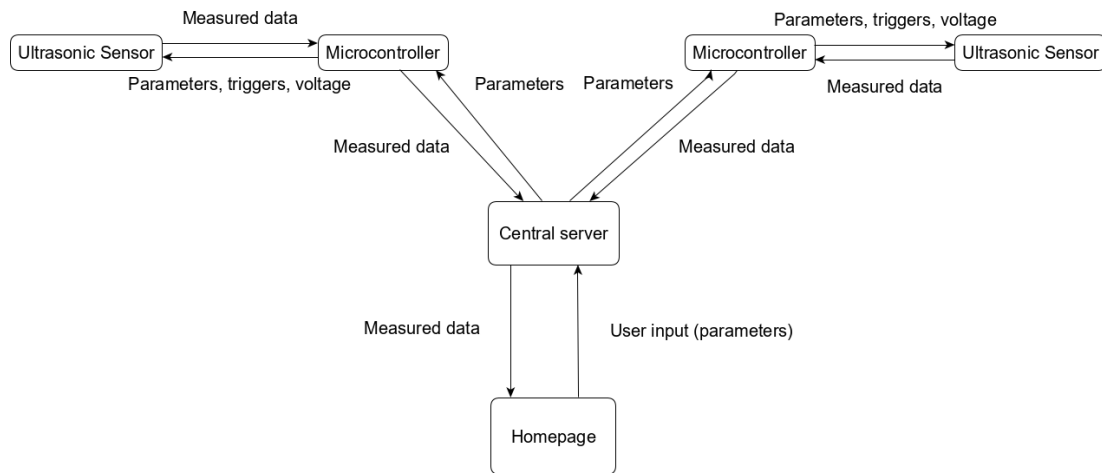 Measured data
Parameters, triggers, voltage
Ultrasonic Sensor
Microcontroller
Microcontroller
Ultrasonic Sensor
Parameters, triggers, voltage
Parameters
Parameters
Measured data
Measured data
Measured data
Central server
Measured data
User input (parameters)
Homepage